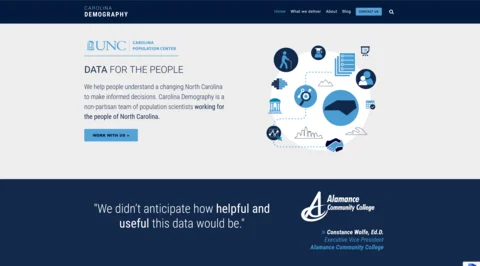 CAROLINA
DEMOGRAPHY
Home What we deliver About Blog CONTACT US
UNC CAROLINA
POPULATION CENTER
DATA FOR THE PEOPLE
We help people understand a changing North Carolina
to make informed decisions. Carolina Demography is a
non-partisan team of population scientists working for
the people of North Carolina.
WORK WITH US »
"We didn't anticipate how helpful and
useful this data would be."
Alamance
Community College
Constance Wolfe, Ed.D.
Executive Vice President
Alamance Community College